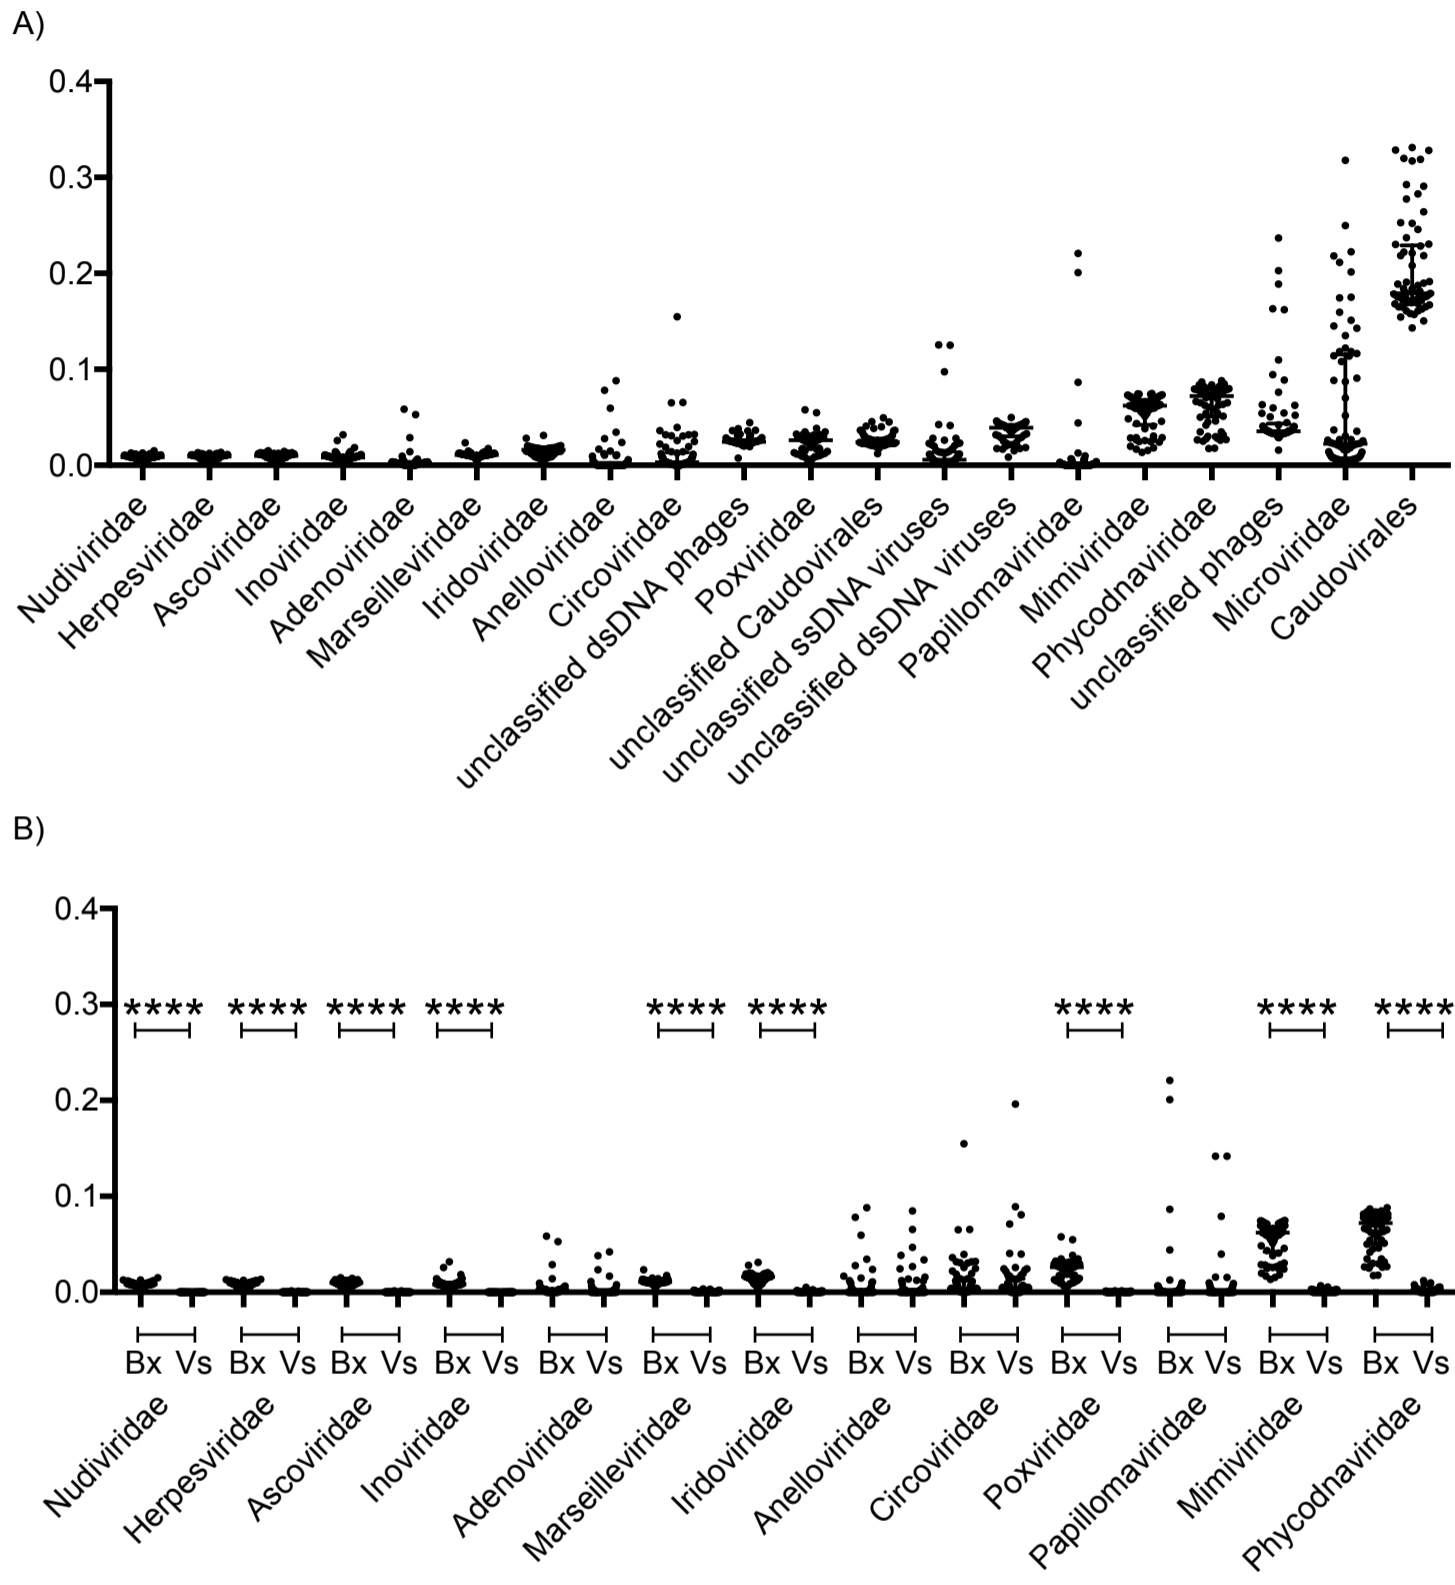 A)
0.4
0.3
0.2
0.1
0.0
Nudiviridae
Herpesviridae
Ascoviridae
Inoviridae
Adenoviridae
Marseilleviridae
Iridoviridae
Anelloviridae
Circoviridae
unclassified dsDNA phages
Poxviridae
unclassified Caudovirales
unclassified ssDNA viruses
unclassified dsDNA viruses
Papillomaviridae
Mimiviridae
Phycodnaviridae
unclassified phages
Microviridae
Caudovirales
B)
0.4
0.3
**** **** **** **** **** **** **** **** ****
0.2
0.1
0.0
Bx Vs Bx Vs Bx Vs Bx Vs Bx Vs Bx Vs Bx Vs Bx Vs Bx Vs Bx Vs Bx Vs Bx Vs Bx Vs
Nudiviridae
Herpesviridae
Ascoviridae
Inoviridae
Adenoviridae
Marseilleviridae
Iridoviridae
Anelloviridae
Circoviridae
Poxviridae
Papillomaviridae
Mimiviridae
Phycodnaviridae